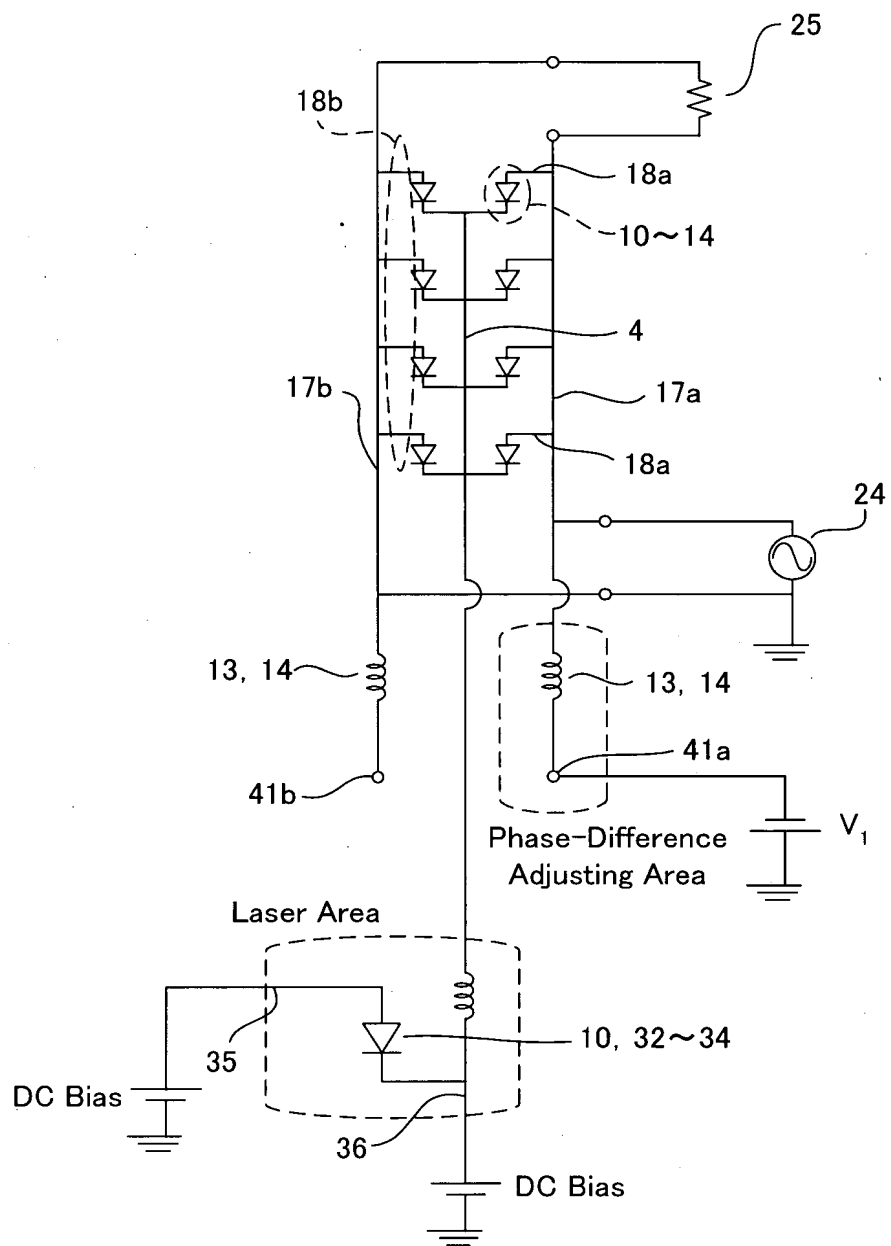 25
18b
18a
10～14
4
17b
17a
18a
24
13, 14
13, 14
41b
41a
Phase-Difference
Adjusting Area
V1
Laser Area
35
10, 32～34
DC Bias
36
DC Bias